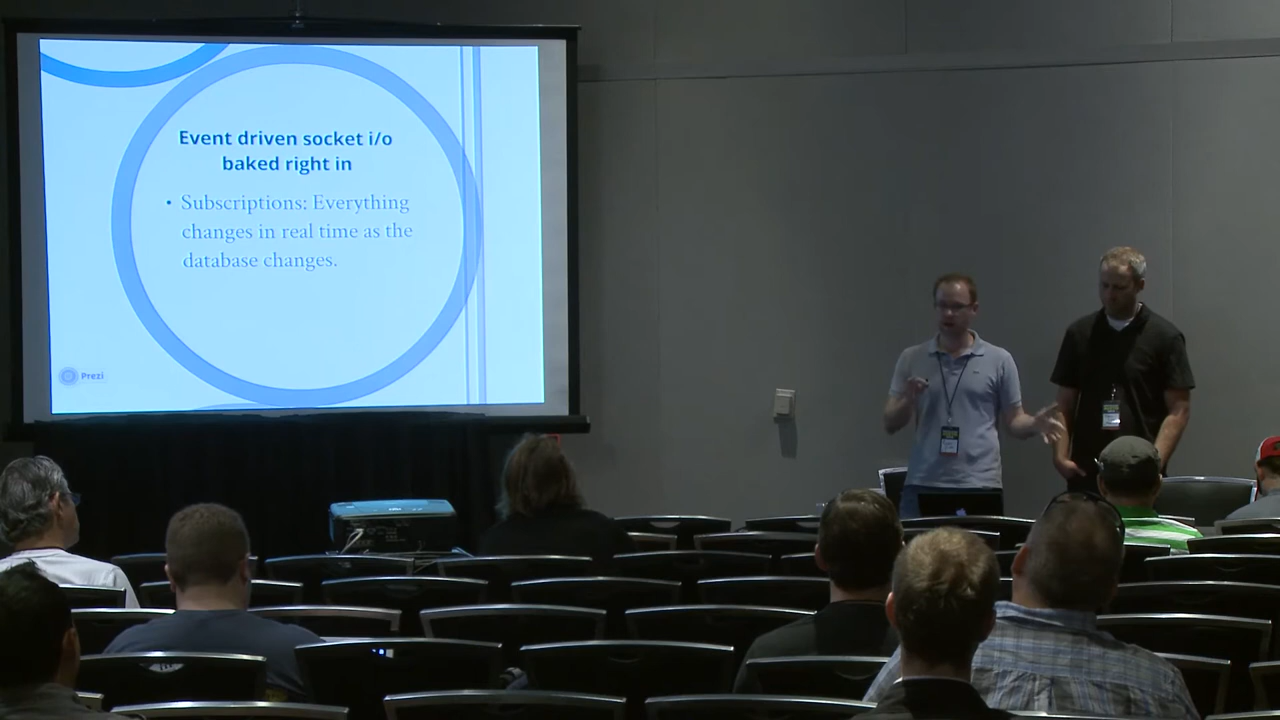 Event driven socket i/o
baked right in
• Subscriptions: Everything
changes in real time as the
database changes.
Prezi